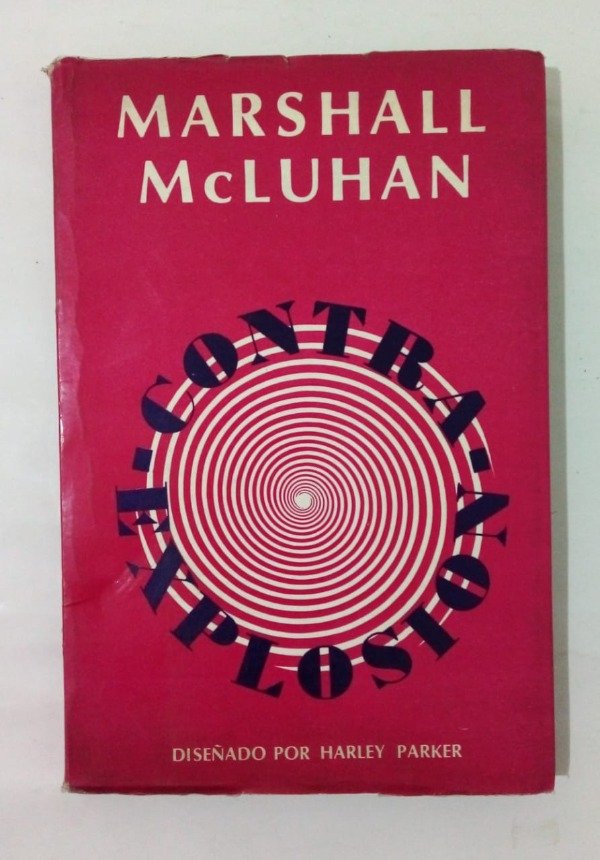 MARSHALL
McLUHAN
CONTRA-
EXPLOSION
DISEÑADO POR HARLEY PARKER